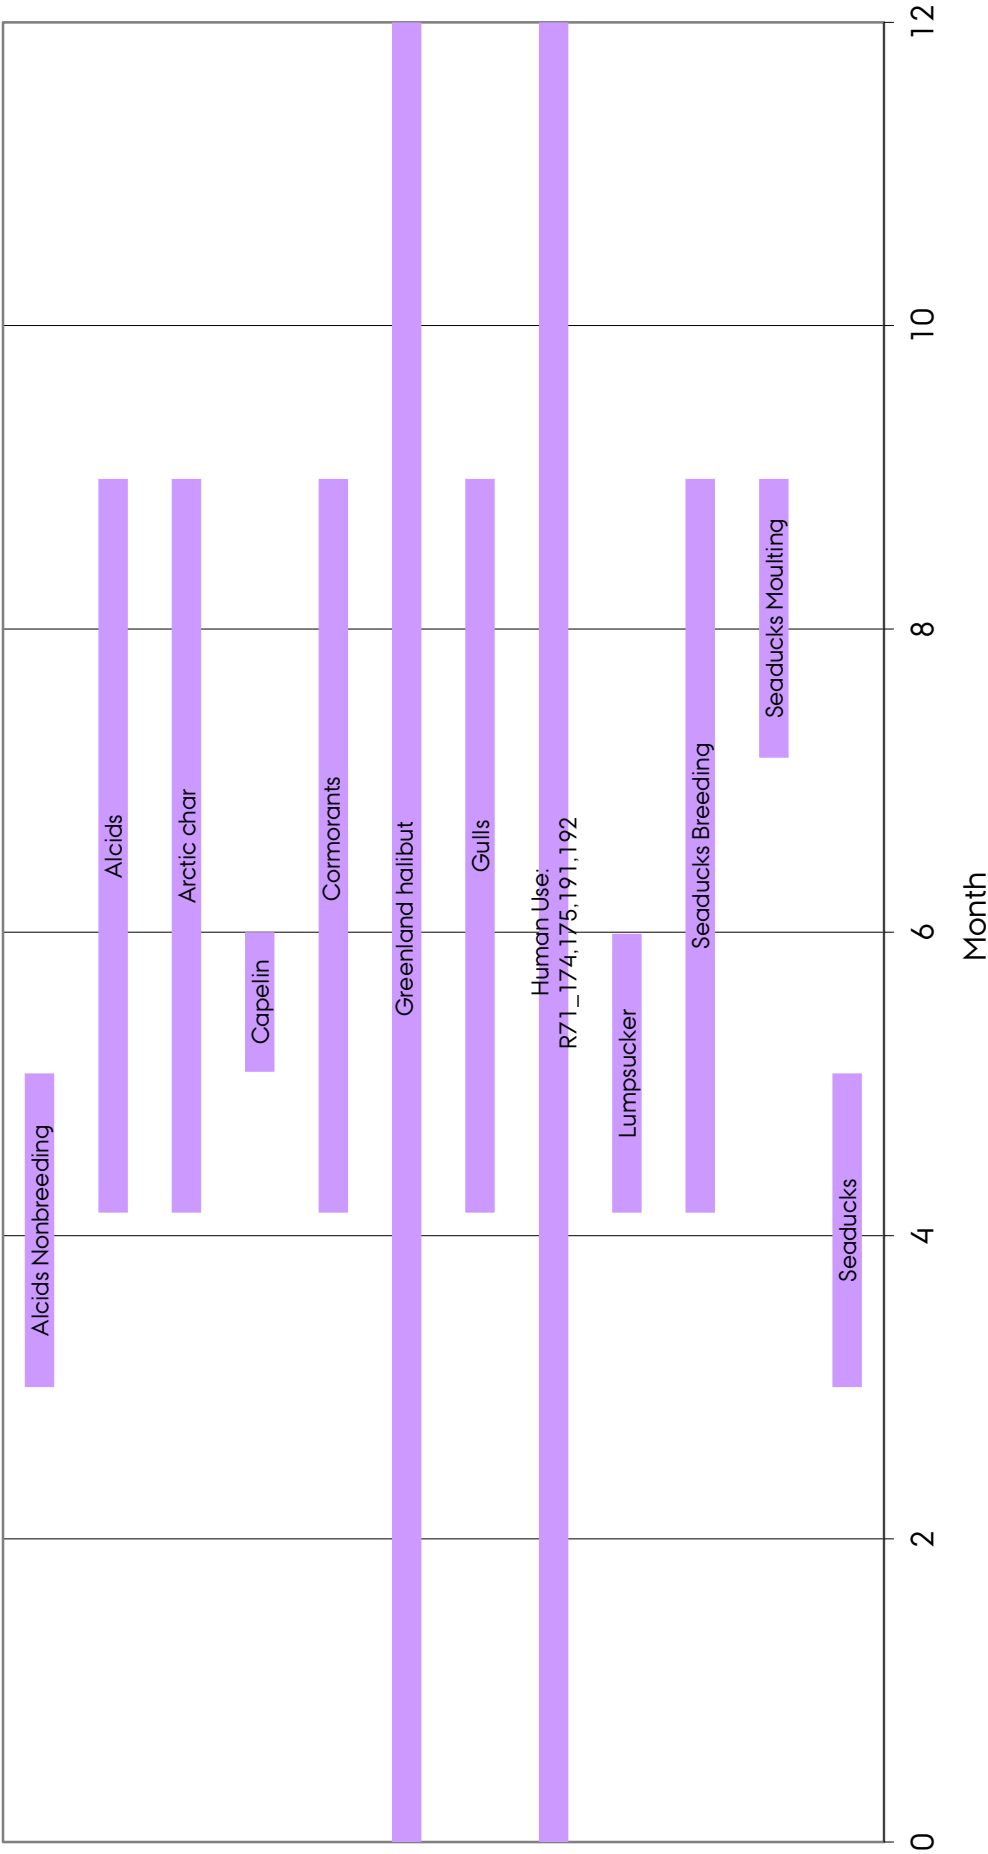 Alcids Nonbreeding
Alcids
Arctic char
Capelin
Cormorants
Greenland halibut
Gulls
Human Use:
R71_174,175,191,192
Lumpsucker
Seaducks Breeding
Seaducks Moulting
Seaducks
0 2 4 6 8 10 12
Month